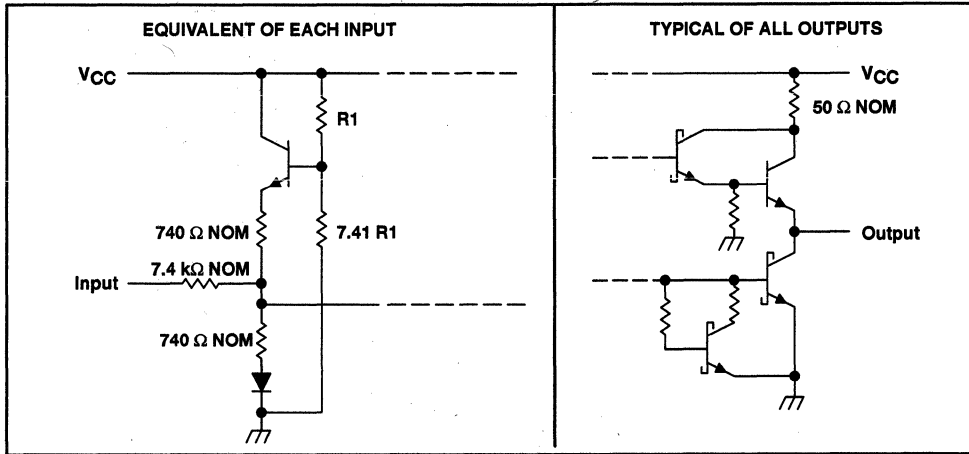 EQUIVALENT OF EACH INPUT
VCC
R1
740 Ω NOM
7.41 R1
7.4 kΩ NOM
Input
740 Ω NOM
TYPICAL OF ALL OUTPUTS
VCC
50 Ω NOM
Output